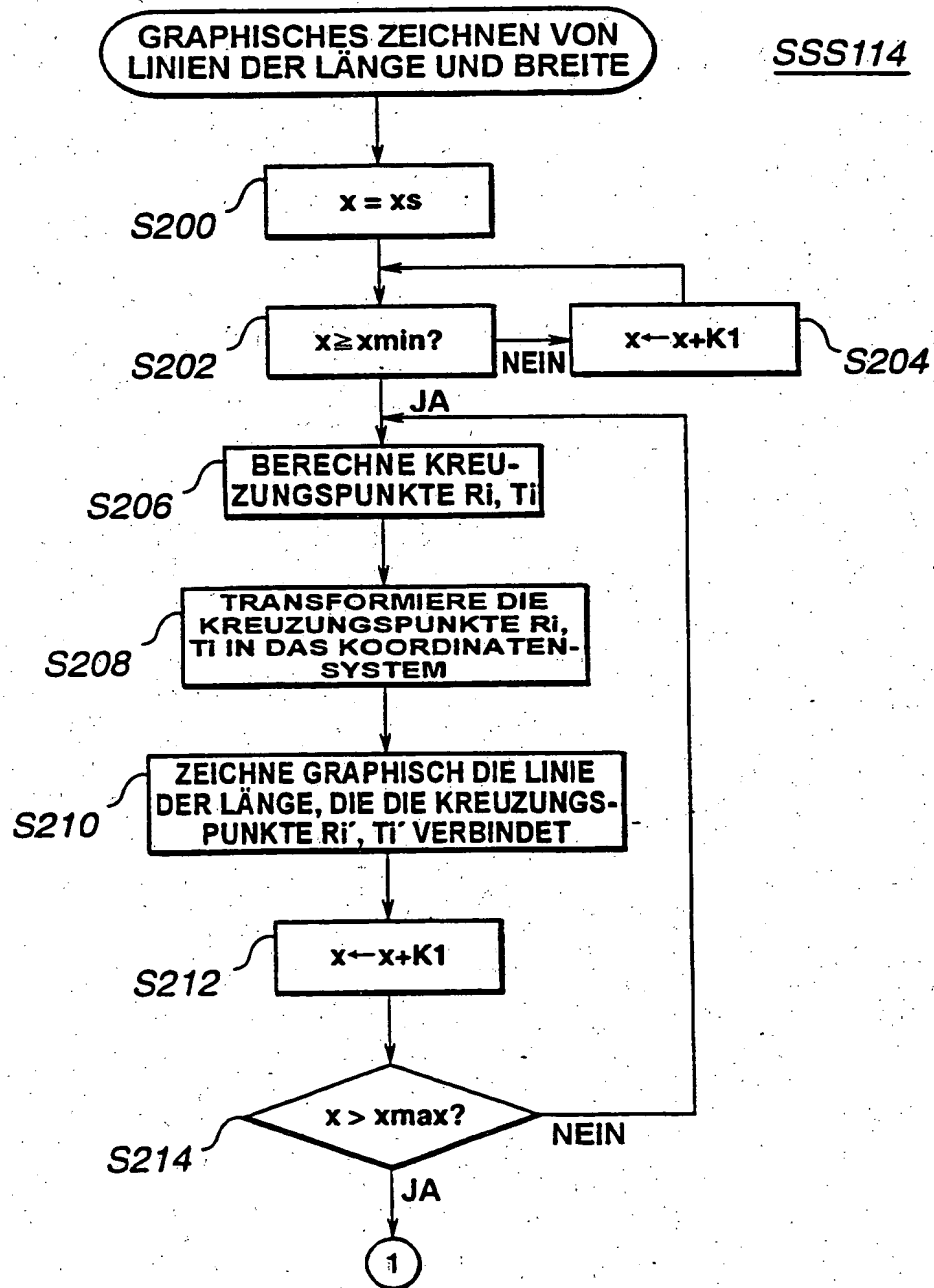 GRAPHISCHES ZEICHNEN VON
LINIEN DER LÄNGE UND BREITE
SSS114
x = xs
S200
x≧xmin?
S202
NEIN
x←x+K1
S204
JA
BERECHNE KREU-
ZUNGSPUNKTE Ri, Ti
S206
TRANSFORMIERE DIE
KREUZUNGSPUNKTE Ri,
Ti IN DAS KOORDINATEN-
SYSTEM
S208
ZEICHNE GRAPHISCH DIE LINIE
DER LÄNGE, DIE DIE KREUZUNGS-
PUNKTE Ri´, Ti´ VERBINDET
S210
x←x+K1
S212
x > xmax?
NEIN
S214
JA
1